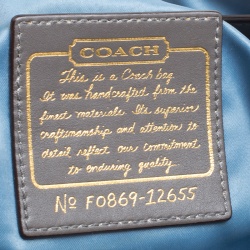 COACH
This is a Coach bag.
It was handcrafted from the
finest materials. Its superior
craftsmanship and attention to
detail reflect our commitment
to enduring quality.
No F0869-12655